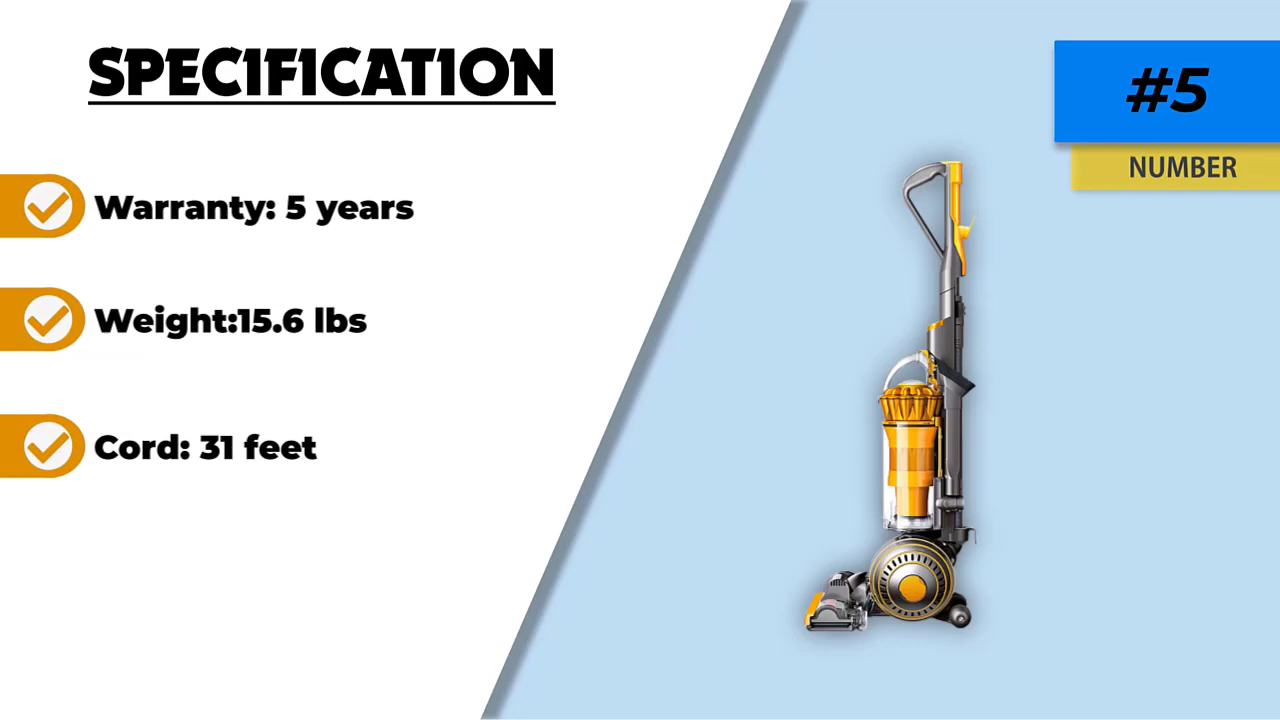 SPECIFICATION
#5
NUMBER
Warranty: 5 years
Weight:15.6 lbs
Cord: 31 feet